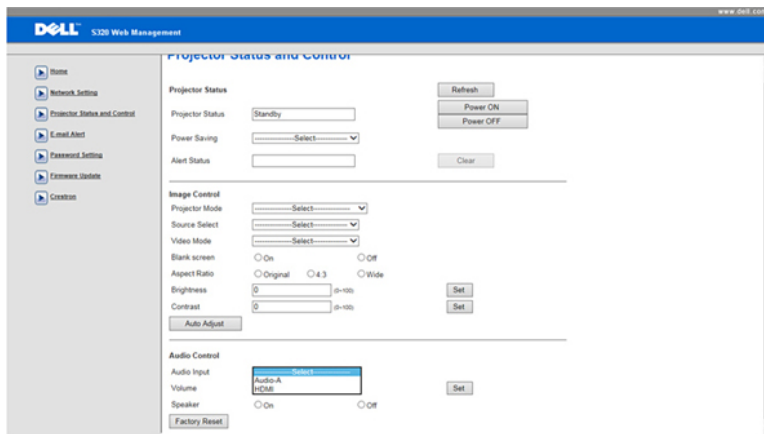 www.dell.com
DELL™ S320 Web Management
Home
Network Setting
Projector Status and Control
E-mail Alert
Password Setting
Firmware Update
Crestron
Projector Status and Control
Projector Status Refresh
Power ON
Projector Status Standby
Power OFF
Power Saving ---------------Select---------------
Alert Status Clear
Image Control
Projector Mode ---------------Select---------------
Source Select ---------------Select---------------
Video Mode ---------------Select---------------
Blank screen On Off
Aspect Ratio Original 4:3 Wide
Brightness 0 (0~100) Set
Contrast 0 (0~100) Set
Auto Adjust
Audio Control
Audio Input ---------------Select---------------
Audio-A
HDMI
Volume Set
Speaker On Off
Factory Reset